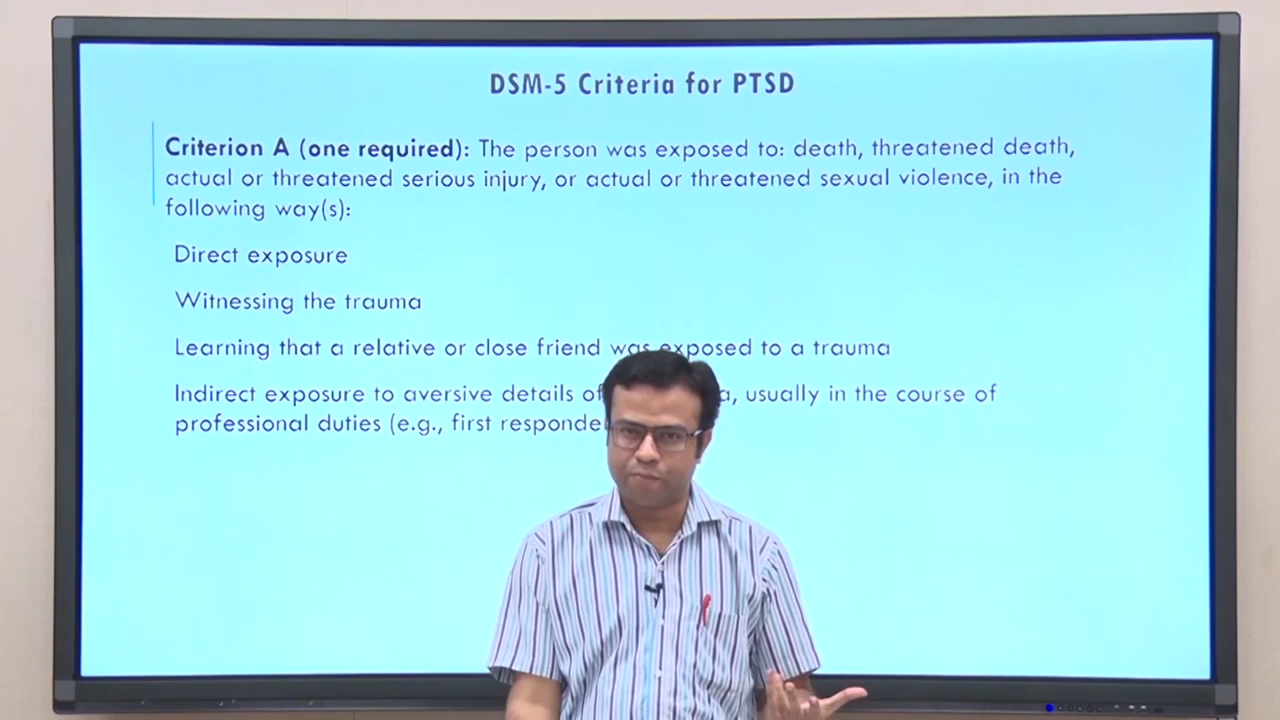 DSM-5 Criteria for PTSD
Criterion A (one required): The person was exposed to: death, threatened death,
actual or threatened serious injury, or actual or threatened sexual violence, in the
following way(s):
Direct exposure
Witnessing the trauma
Learning that a relative or close friend was exposed to a trauma
Indirect exposure to aversive details of , usually in the course of
professional duties (e.g., first